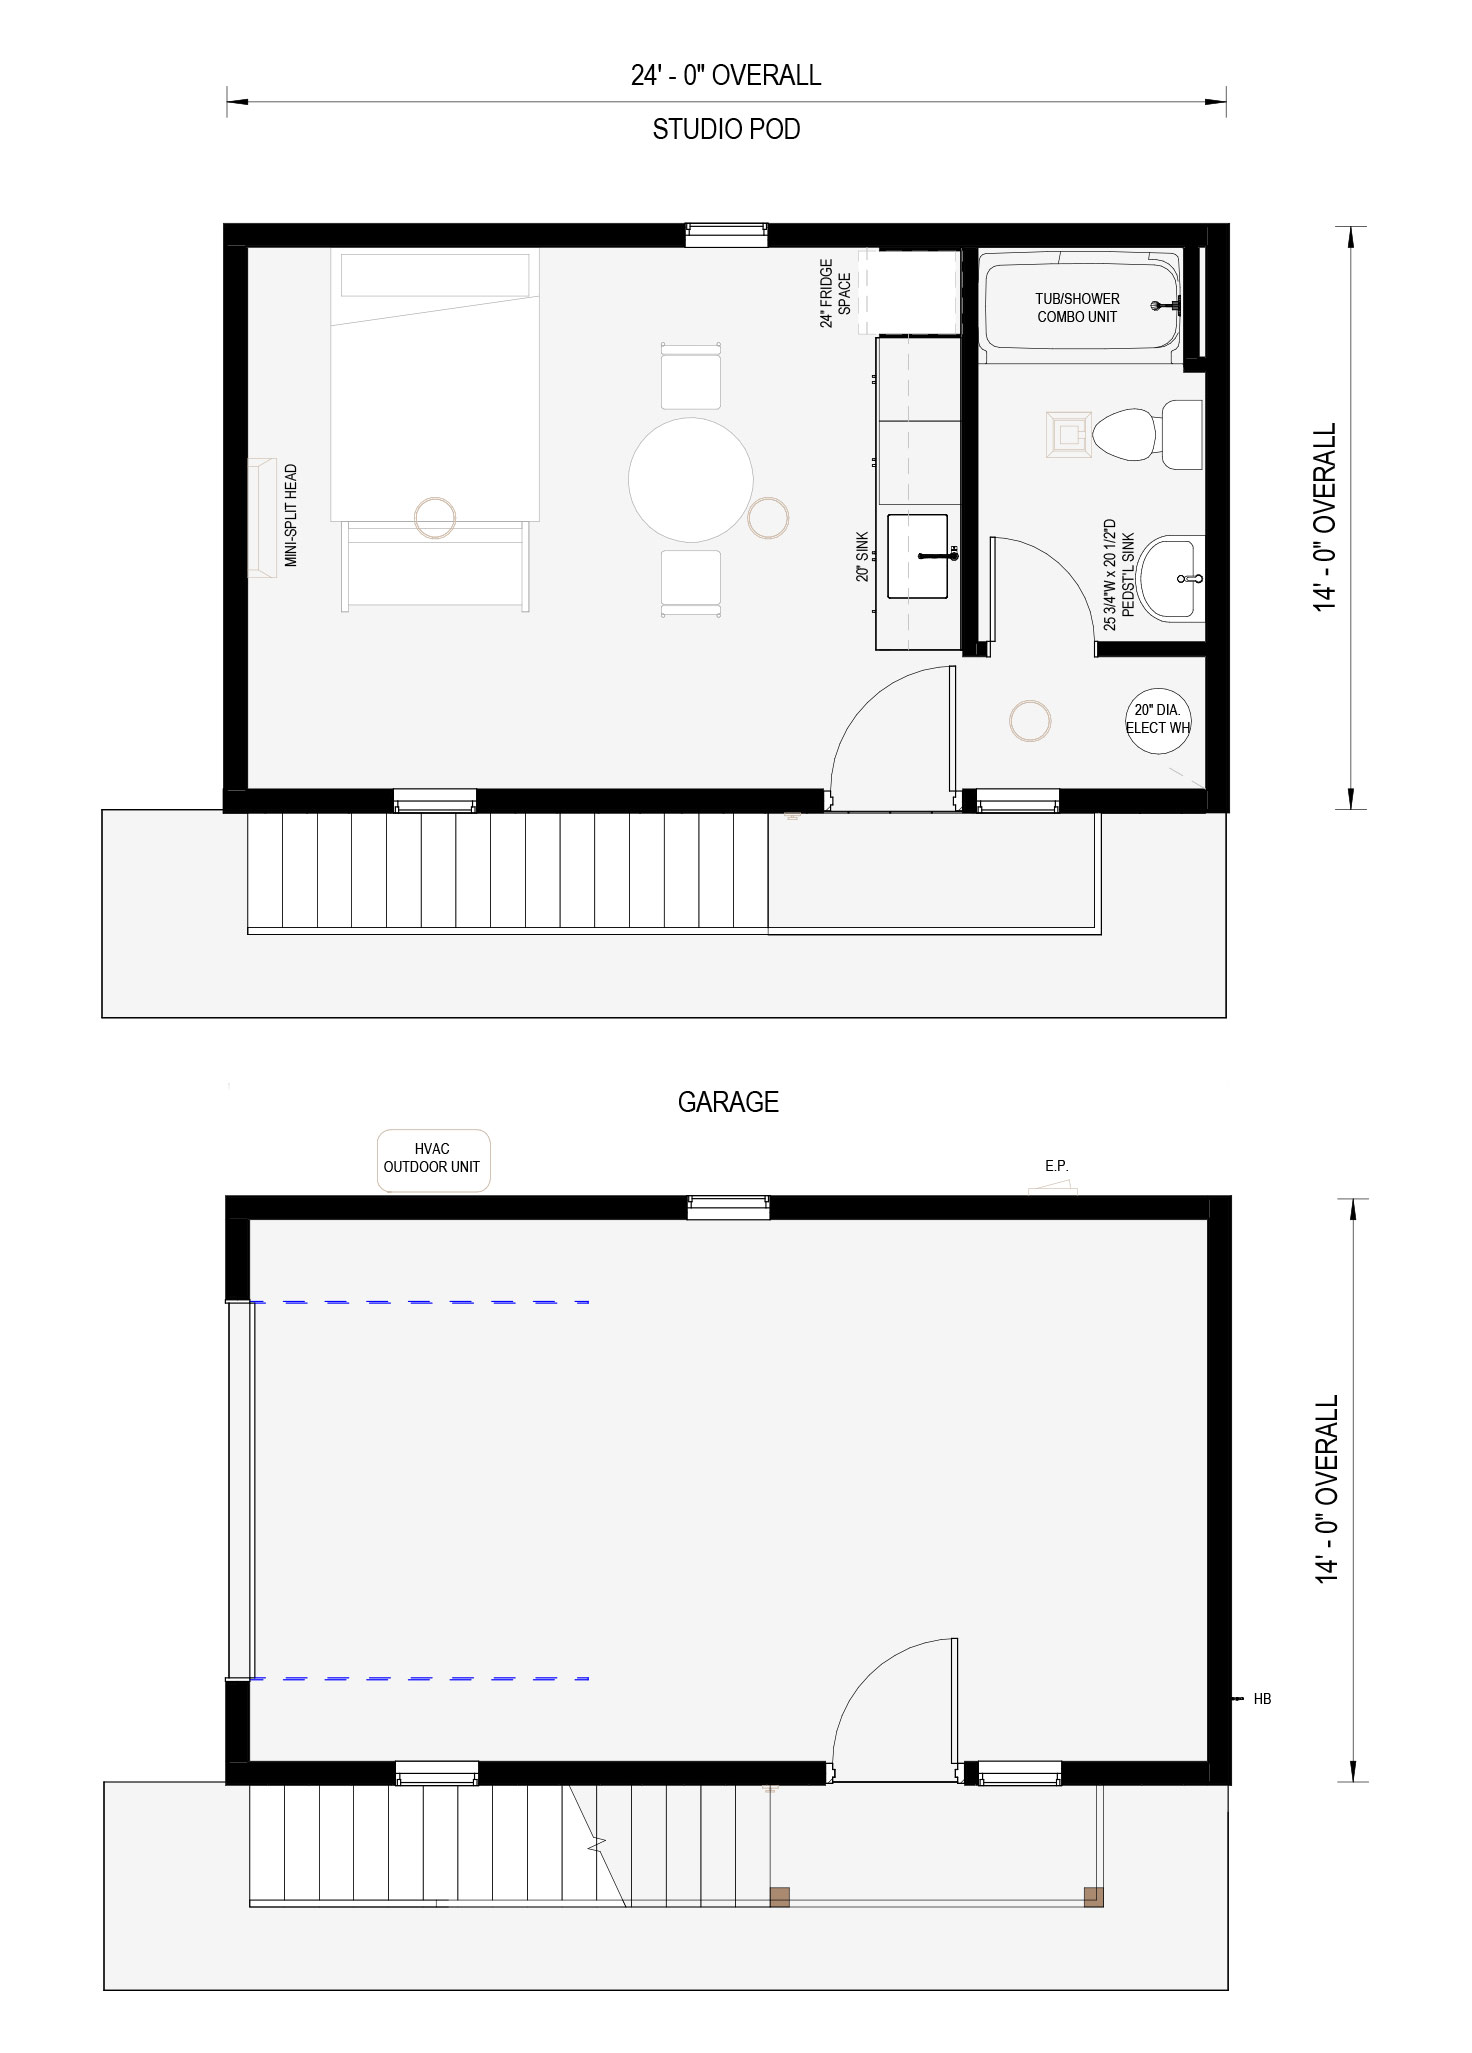 24' - 0" OVERALL
STUDIO POD
24" FRIDGE
SPACE
TUB/SHOWER
COMBO UNIT
MINI-SPLIT HEAD
20" SINK
25 3/4"W x 20 1/2"D
PEDST'L SINK
14' - 0" OVERALL
20" DIA.
ELECT WH
GARAGE
HVAC
OUTDOOR UNIT
E.P.
14' - 0" OVERALL
HB